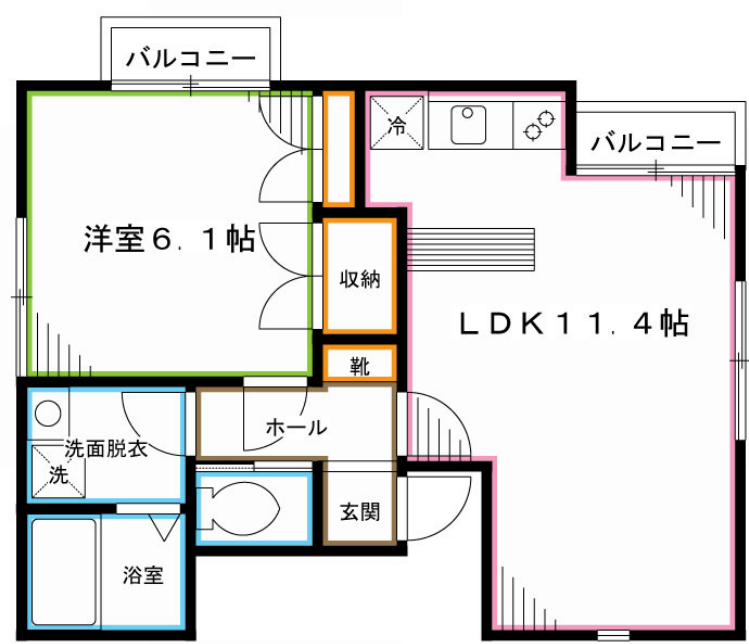 バルコニー
冷
バルコニー
洋室6.1帖
収納
LDK11.4帖
靴
ホール
洗面脱衣
洗
玄関
浴室